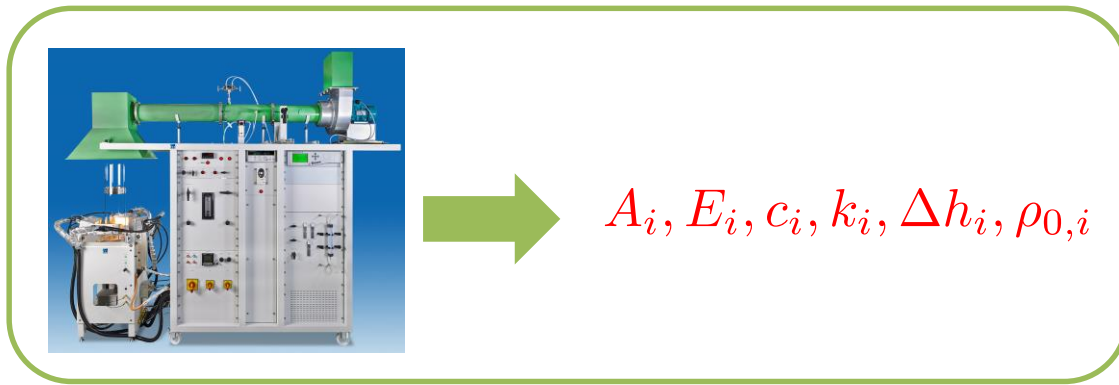 A_i, E_i, c_i, k_i, Δh_i, ρ_{0,i}